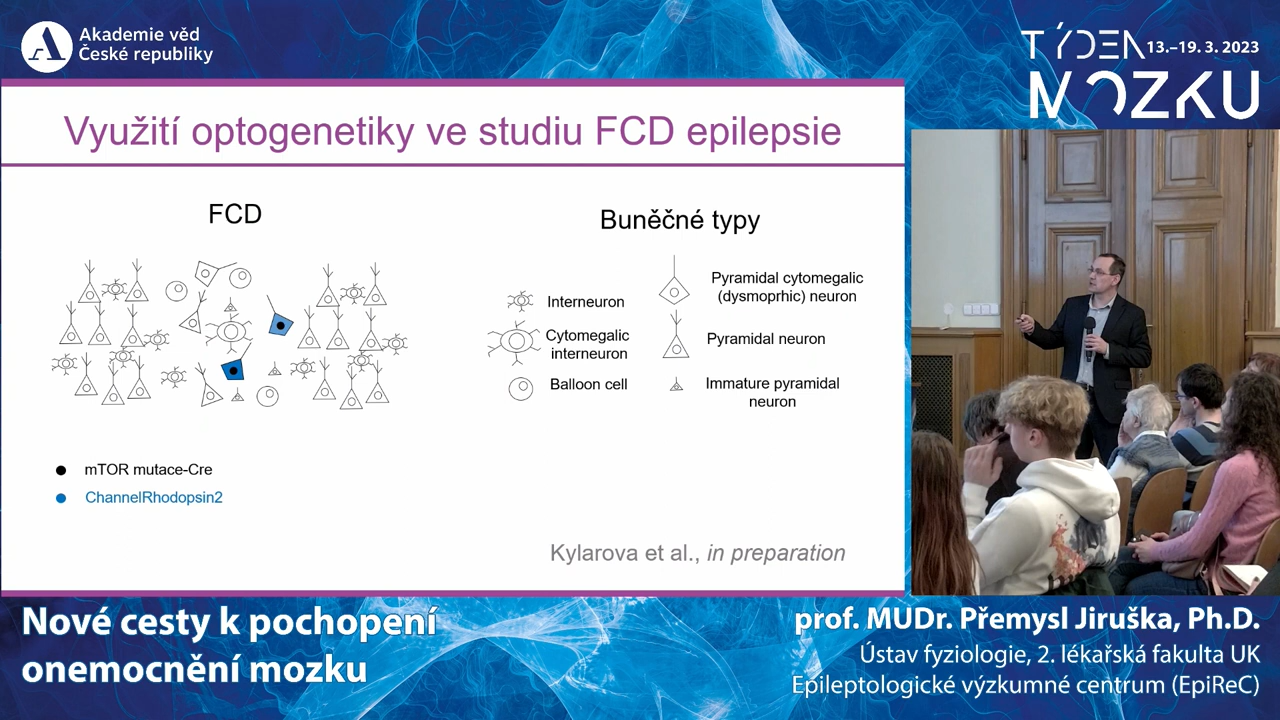 Akademie věd
České republiky
TÝDEN 13.–19. 3. 2023
MOZKU
Využití optogenetiky ve studiu FCD epilepsie
FCD
Buněčné typy
Interneuron
Cytomegalic
interneuron
Balloon cell
Pyramidal cytomegalic
(dysmoprhic) neuron
Pyramidal neuron
Immature pyramidal
neuron
mTOR mutace-Cre
ChannelRhodopsin2
Kylarova et al., in preparation
Nové cesty k pochopení
onemocnění mozku
prof. MUDr. Přemysl Jiruška, Ph.D.
Ústav fyziologie, 2. lékařská fakulta UK
Epileptologické výzkumné centrum (EpiReC)